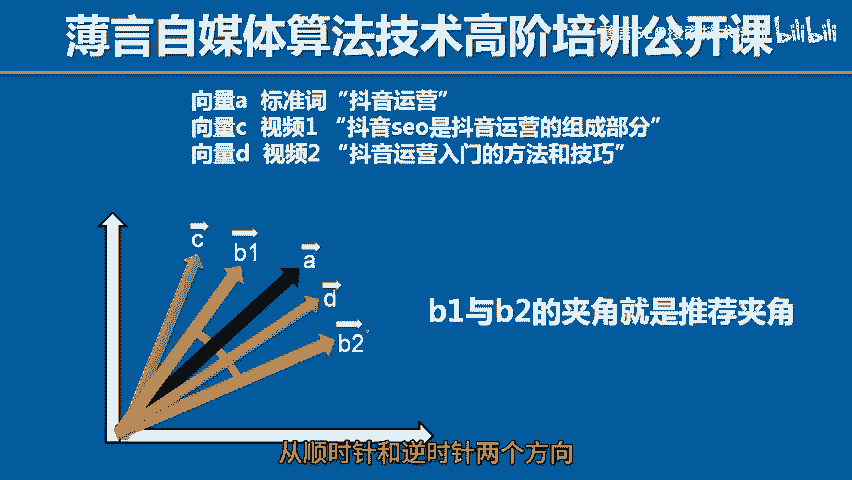 薄言自媒体算法技术高阶培训公开课
bilibili
向量a 标准词“抖音运营”
向量c 视频1 “抖音seo是抖音运营的组成部分”
向量d 视频2 “抖音运营入门的方法和技巧”
c
b1
a
d
b2
b1与b2的夹角就是推荐夹角
从顺时针和逆时针两个方向